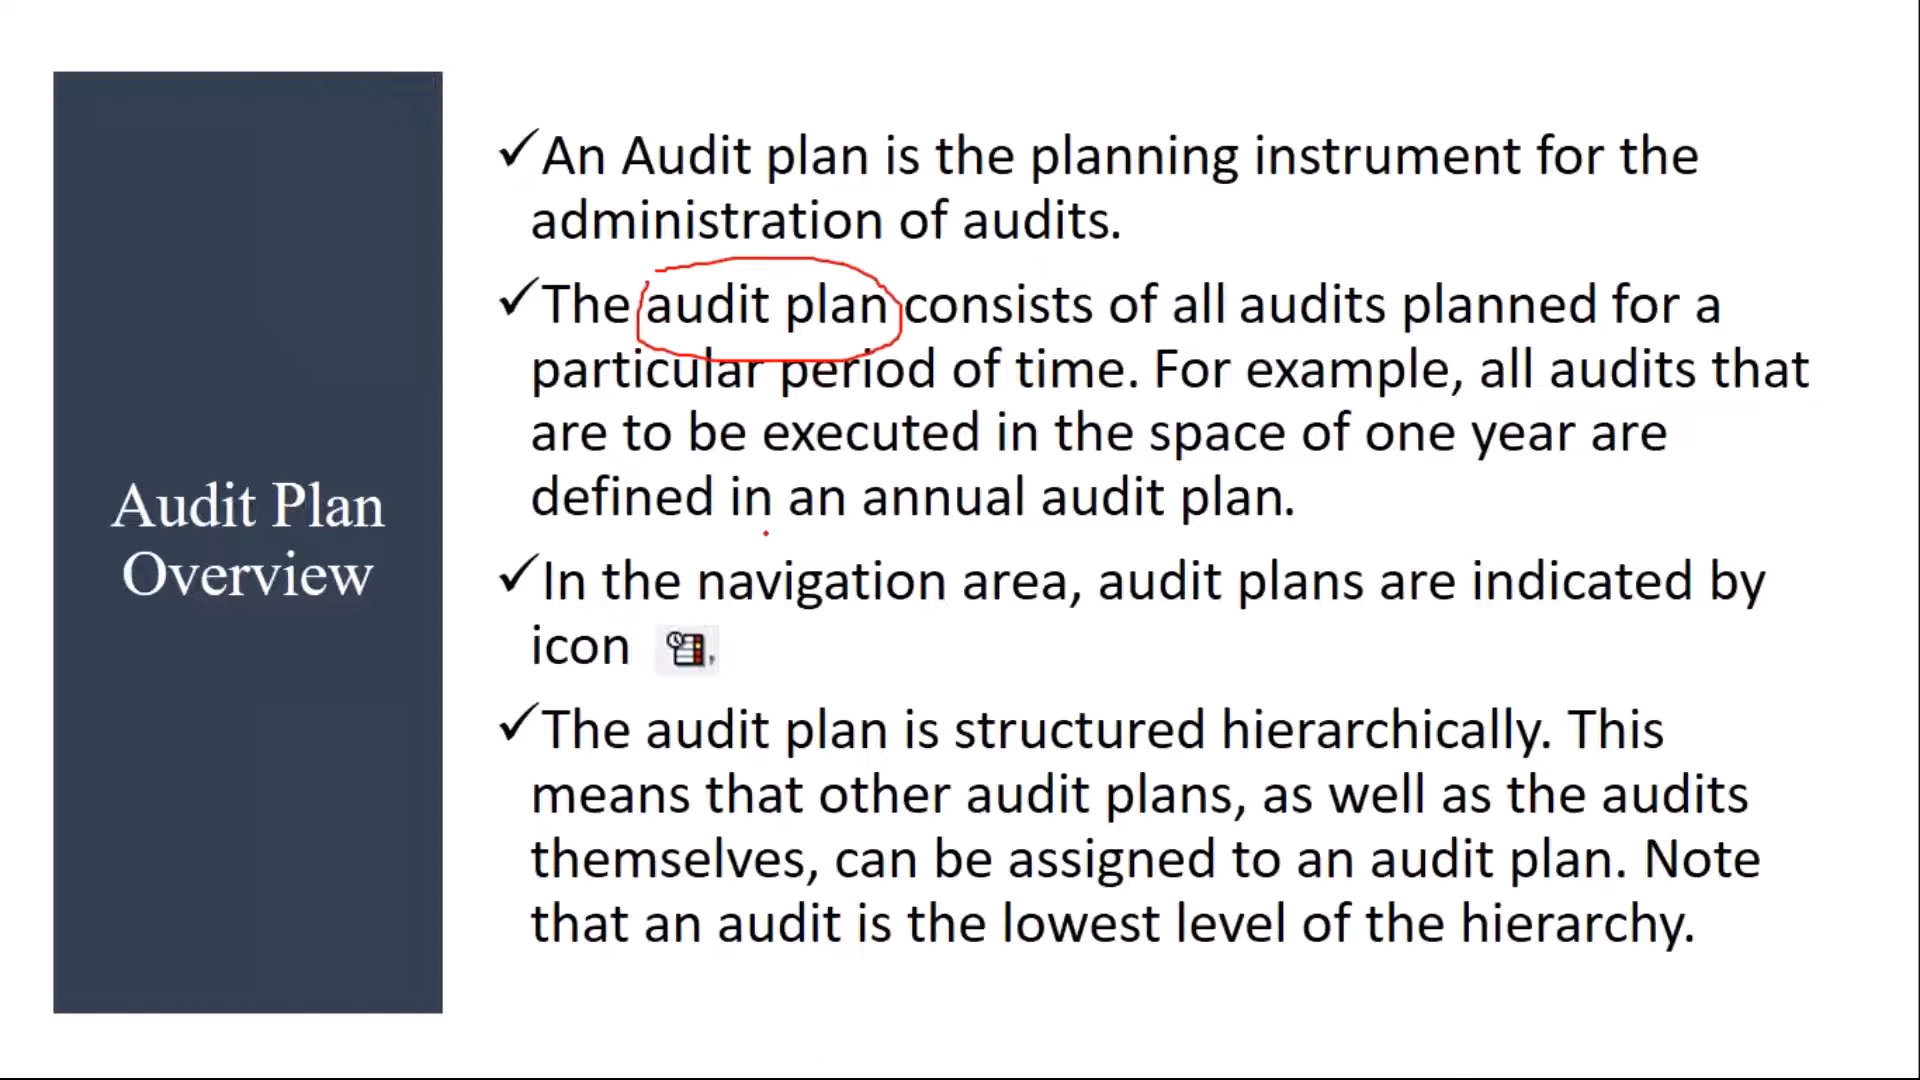 Audit Plan
Overview
✓An Audit plan is the planning instrument for the
administration of audits.
✓The audit plan consists of all audits planned for a
particular period of time. For example, all audits that
are to be executed in the space of one year are
defined in an annual audit plan.
✓In the navigation area, audit plans are indicated by
icon ,
✓The audit plan is structured hierarchically. This
means that other audit plans, as well as the audits
themselves, can be assigned to an audit plan. Note
that an audit is the lowest level of the hierarchy.